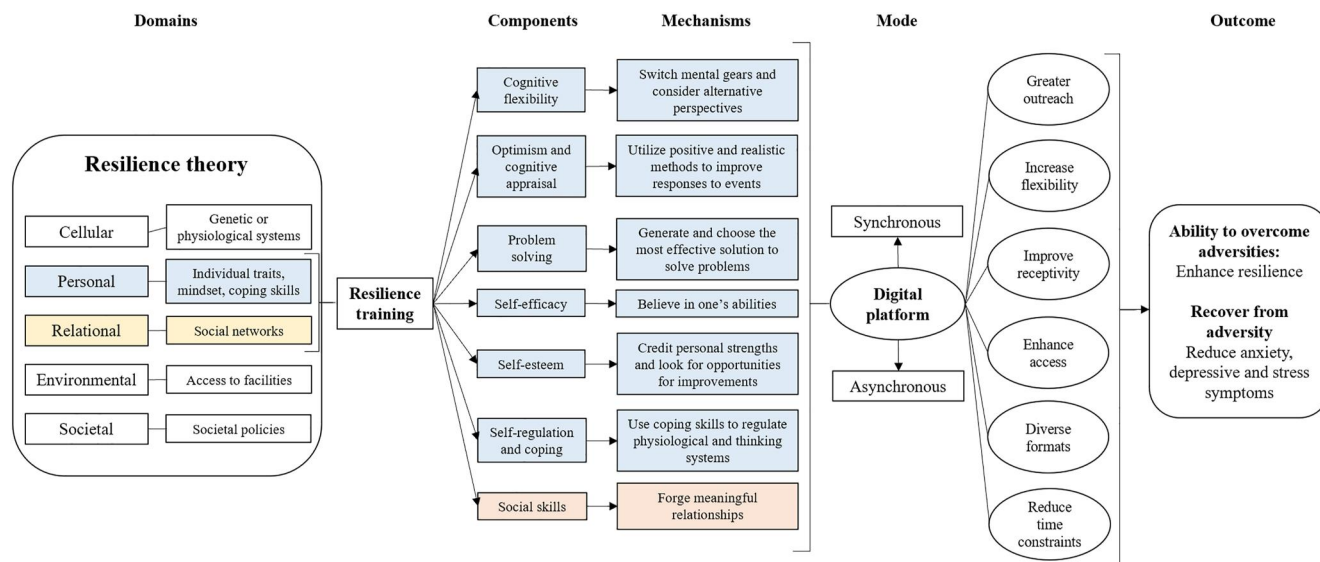 Domains
Components
Mechanisms
Mode
Outcome
Resilience theory
Cellular
Genetic or
physiological systems
Personal
Individual traits,
mindset, coping skills
Relational
Social networks
Environmental
Access to facilities
Societal
Societal policies
Resilience
training
Cognitive
flexibility
Switch mental gears and
consider alternative
perspectives
Optimism and
cognitive
appraisal
Utilize positive and realistic
methods to improve
responses to events
Problem
solving
Generate and choose the
most effective solution to
solve problems
Self-efficacy
Believe in one's abilities
Self-esteem
Credit personal strengths
and look for opportunities
for improvements
Self-regulation
and coping
Use coping skills to regulate
physiological and thinking
systems
Social skills
Forge meaningful
relationships
Synchronous
Digital
platform
Asynchronous
Greater
outreach
Increase
flexibility
Improve
receptivity
Enhance
access
Diverse
formats
Reduce
time
constraints
Ability to overcome
adversities:
Enhance resilience
Recover from
adversity
Reduce anxiety,
depressive and stress
symptoms